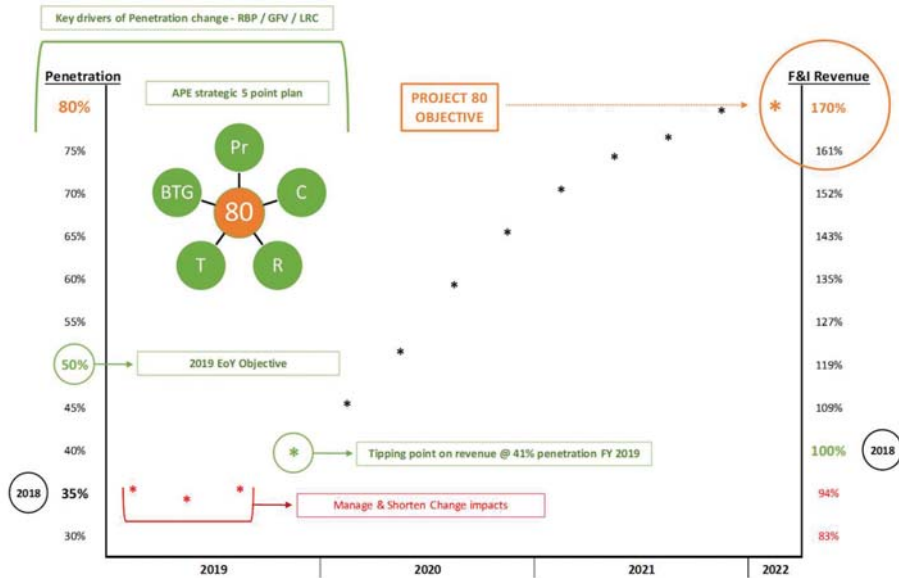 Key drivers of Penetration change - RBP / GFV / LRC
Penetration
F&I Revenue
APE strategic 5 point plan
PROJECT 80
OBJECTIVE
*
80%
170%
Pr
BTG
C
80
T
R
75%
161%
70%
152%
65%
143%
60%
135%
55%
127%
50%
2019 EoY Objective
119%
45%
109%
40%
*
Tipping point on revenue @ 41% penetration FY 2019
100%
2018
2018
35%
94%
* * *
Manage & Shorten Change impacts
30%
83%
* * * * * * * *
2019
2020
2021
2022